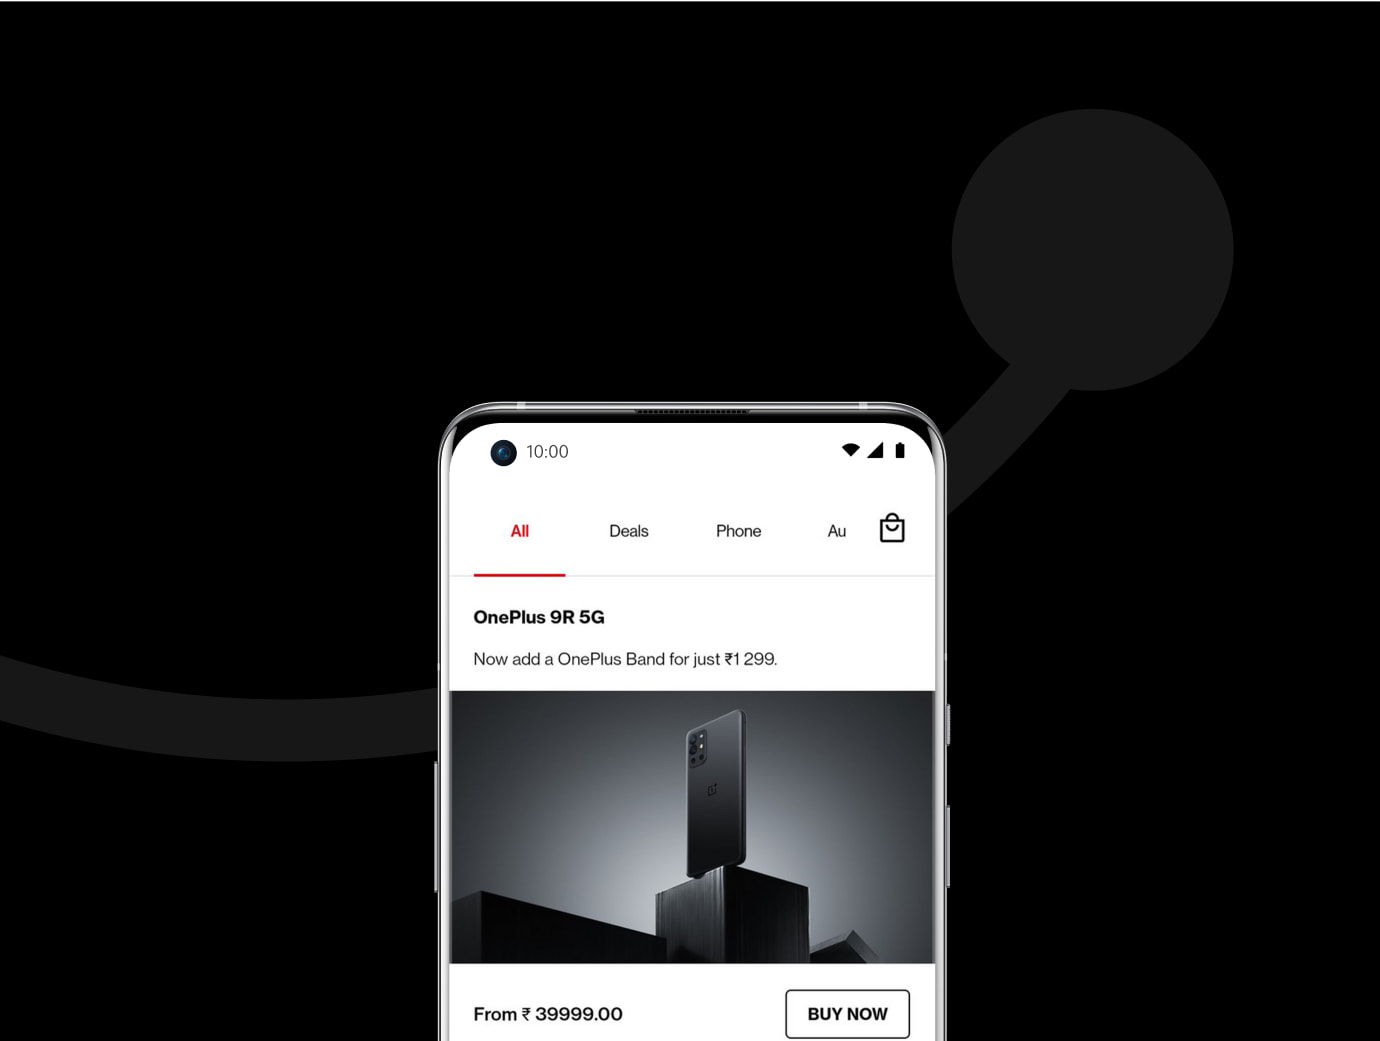 10:00
All Deals Phone Au
OnePlus 9R 5G
Now add a OnePlus Band for just ₹1 299.
From ₹ 39999.00 BUY NOW